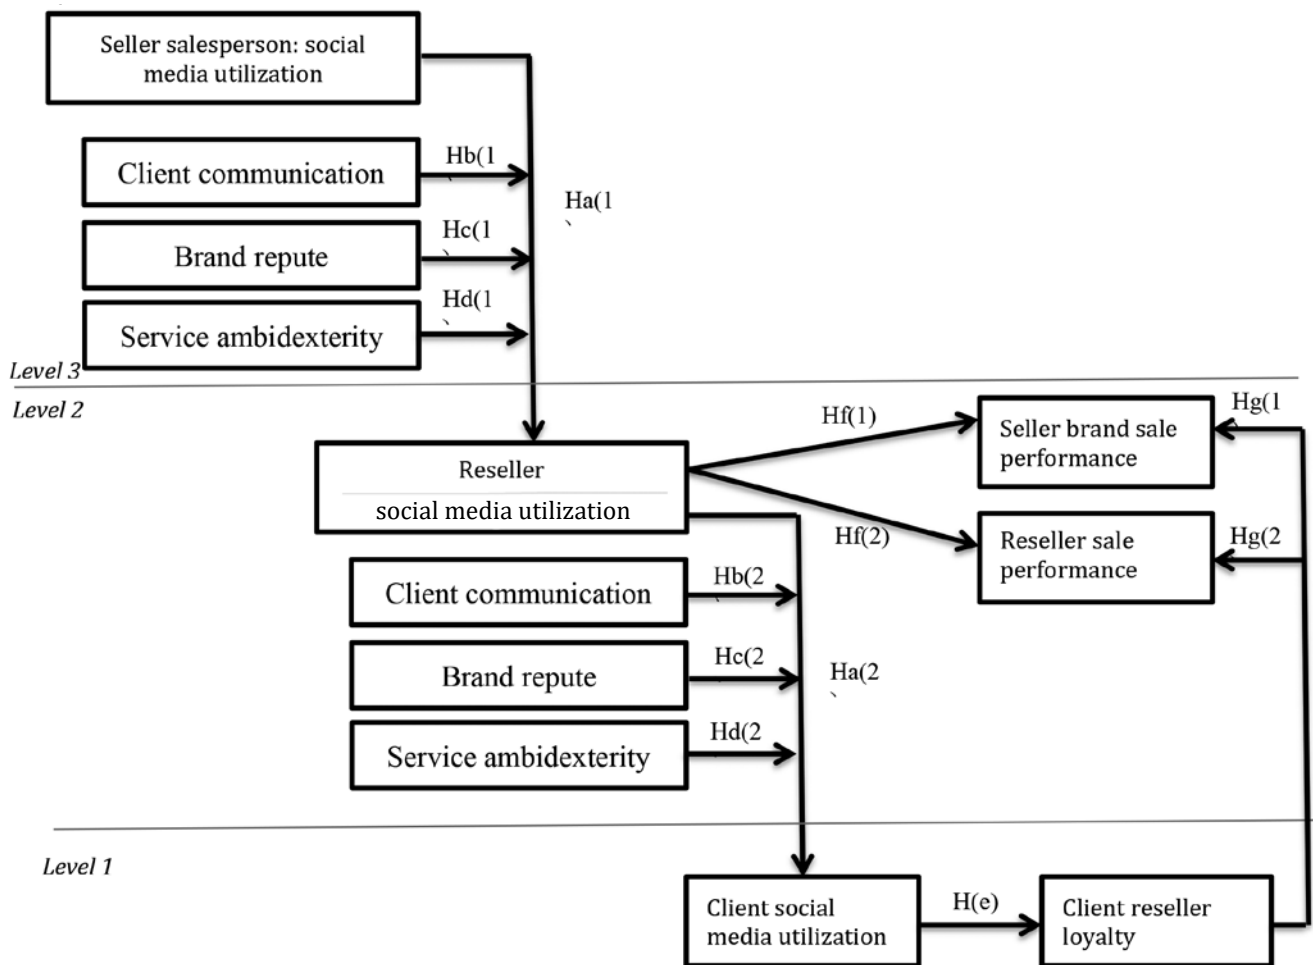 Seller salesperson: social
media utilization
Client communication
Hb(1
Ha(1
Brand repute
Hc(1
Service ambidexterity
Hd(1
Level 3
Level 2
Reseller
social media utilization
Hf(1)
Seller brand sale
performance
Hg(1
Hf(2)
Reseller sale
performance
Hg(2
Client communication
Hb(2
Brand repute
Hc(2
Ha(2
Service ambidexterity
Hd(2
Level 1
Client social
media utilization
H(e)
Client reseller
loyalty